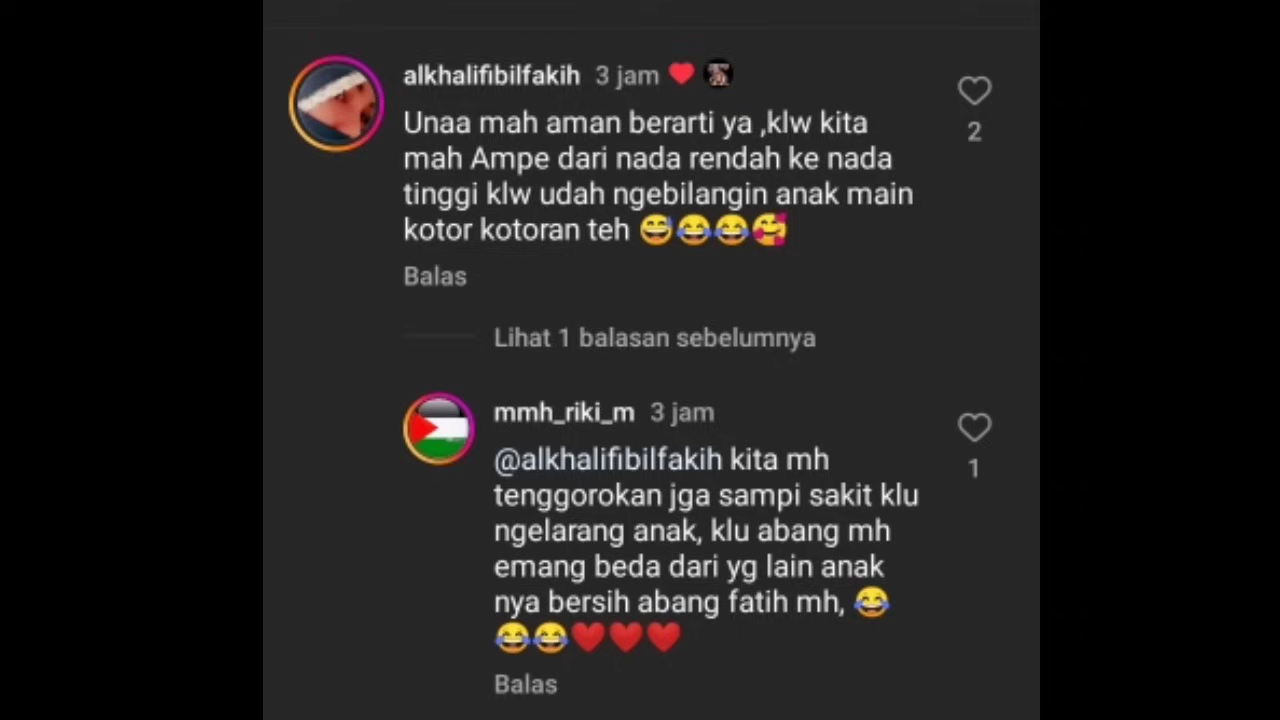 alkhalifibilfakih 3 jam ❤️
Unaa mah aman berarti ya ,klw kita
mah Ampe dari nada rendah ke nada
tinggi klw udah ngebilangin anak main
kotor kotoran teh 😅😂😂🥰
2
Balas
Lihat 1 balasan sebelumnya
mmh_riki_m 3 jam
@alkhalifibilfakih kita mh
tenggorokan jga sampi sakit klu
ngelarang anak, klu abang mh
emang beda dari yg lain anak
nya bersih abang fatih mh, 😂
😂😂❤️❤️❤️
1
Balas